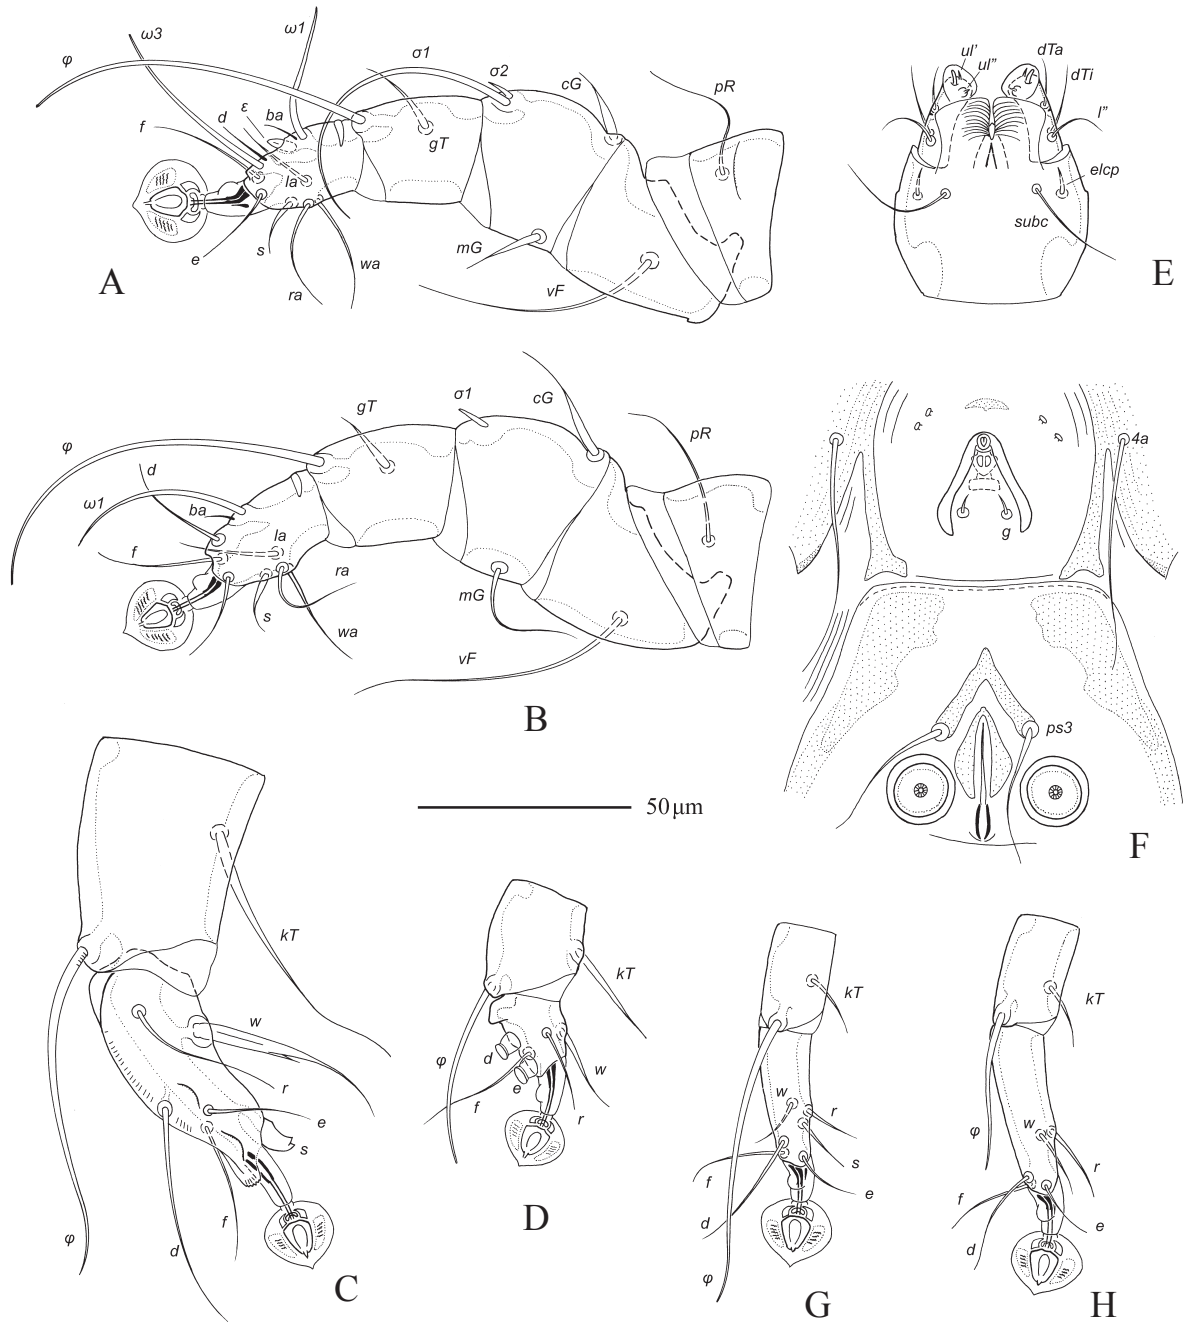 φ ω3 ω1 σ1 σ2 cG pR
f d ε ba la gT
e s ra wa mG vF
A
ul' ul" dTa dTi l" elcp subc
E
φ d ω1 ba f la gT σ1 cG pR
s ra wa mG vF
B
4a g ps3
F
50 µm
kT w r e s f d φ
C
kT φ d e f r w
D
kT w r s e f d φ
G
kT φ w r f e d
H